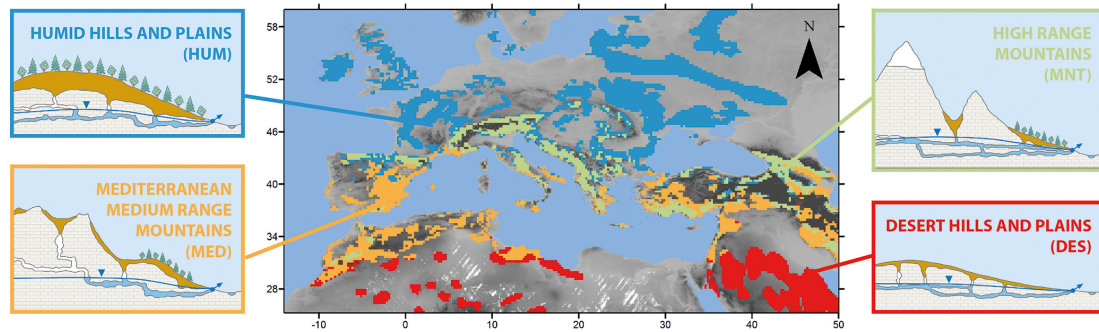 HUMID HILLS AND PLAINS
(HUM)
MEDITERRANEAN
MEDIUM RANGE
MOUNTAINS
(MED)
58
52
46
40
34
28
-10
0
10
20
30
40
50
N
HIGH RANGE
MOUNTAINS
(MNT)
DESERT HILLS AND PLAINS
(DES)